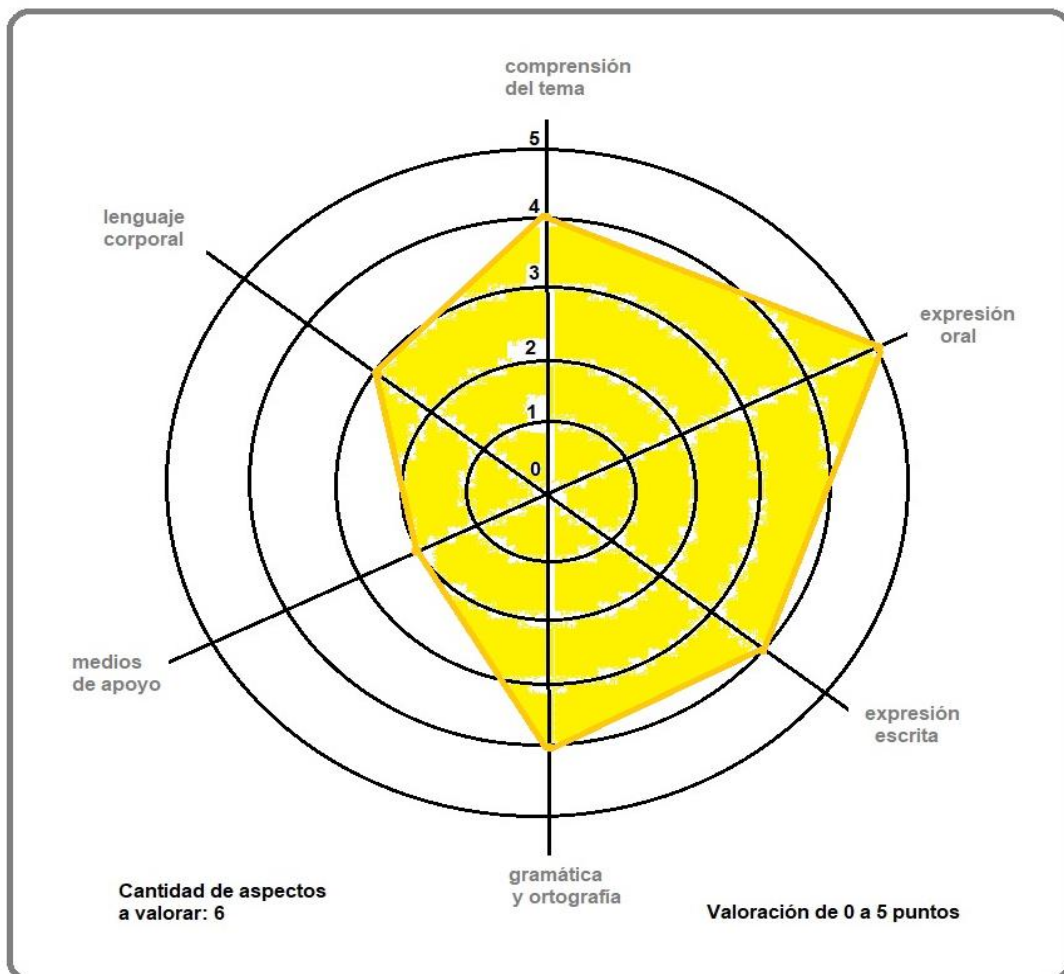 comprensión
del tema
5
4
3
2
1
0
lenguaje
corporal
expresión
oral
medios
de apoyo
expresión
escrita
gramática
y ortografía
Cantidad de aspectos
a valorar: 6
Valoración de 0 a 5 puntos